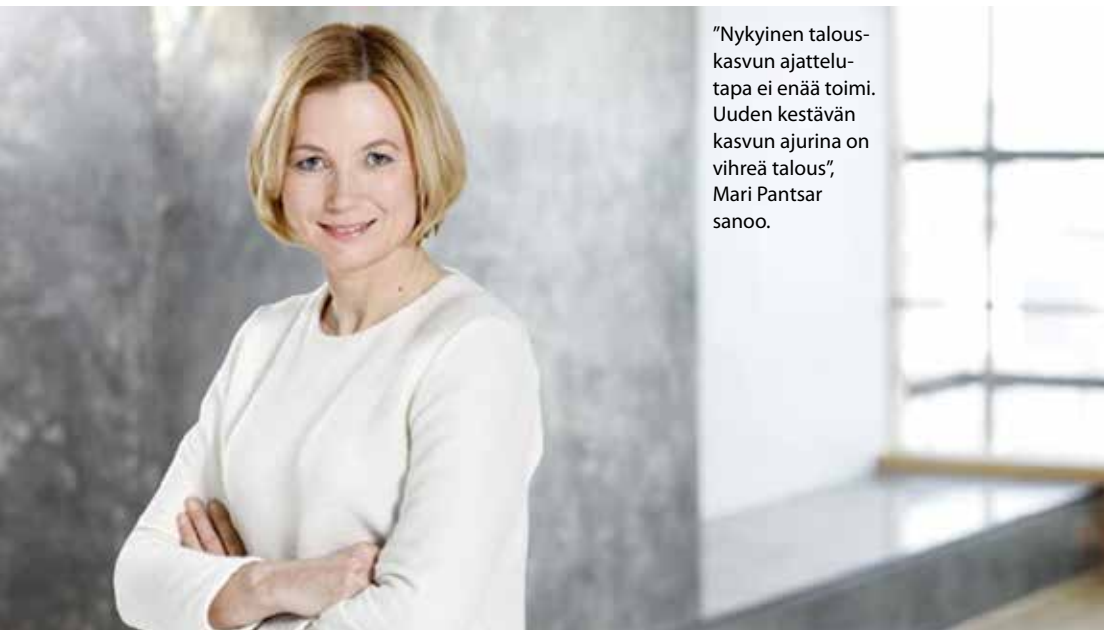 ”Nykyinen talous-
kasvun ajattelu-
tapa ei enää toimi.
Uuden kestävän
kasvun ajurina on
vihreä talous”,
Mari Pantsar
sanoo.